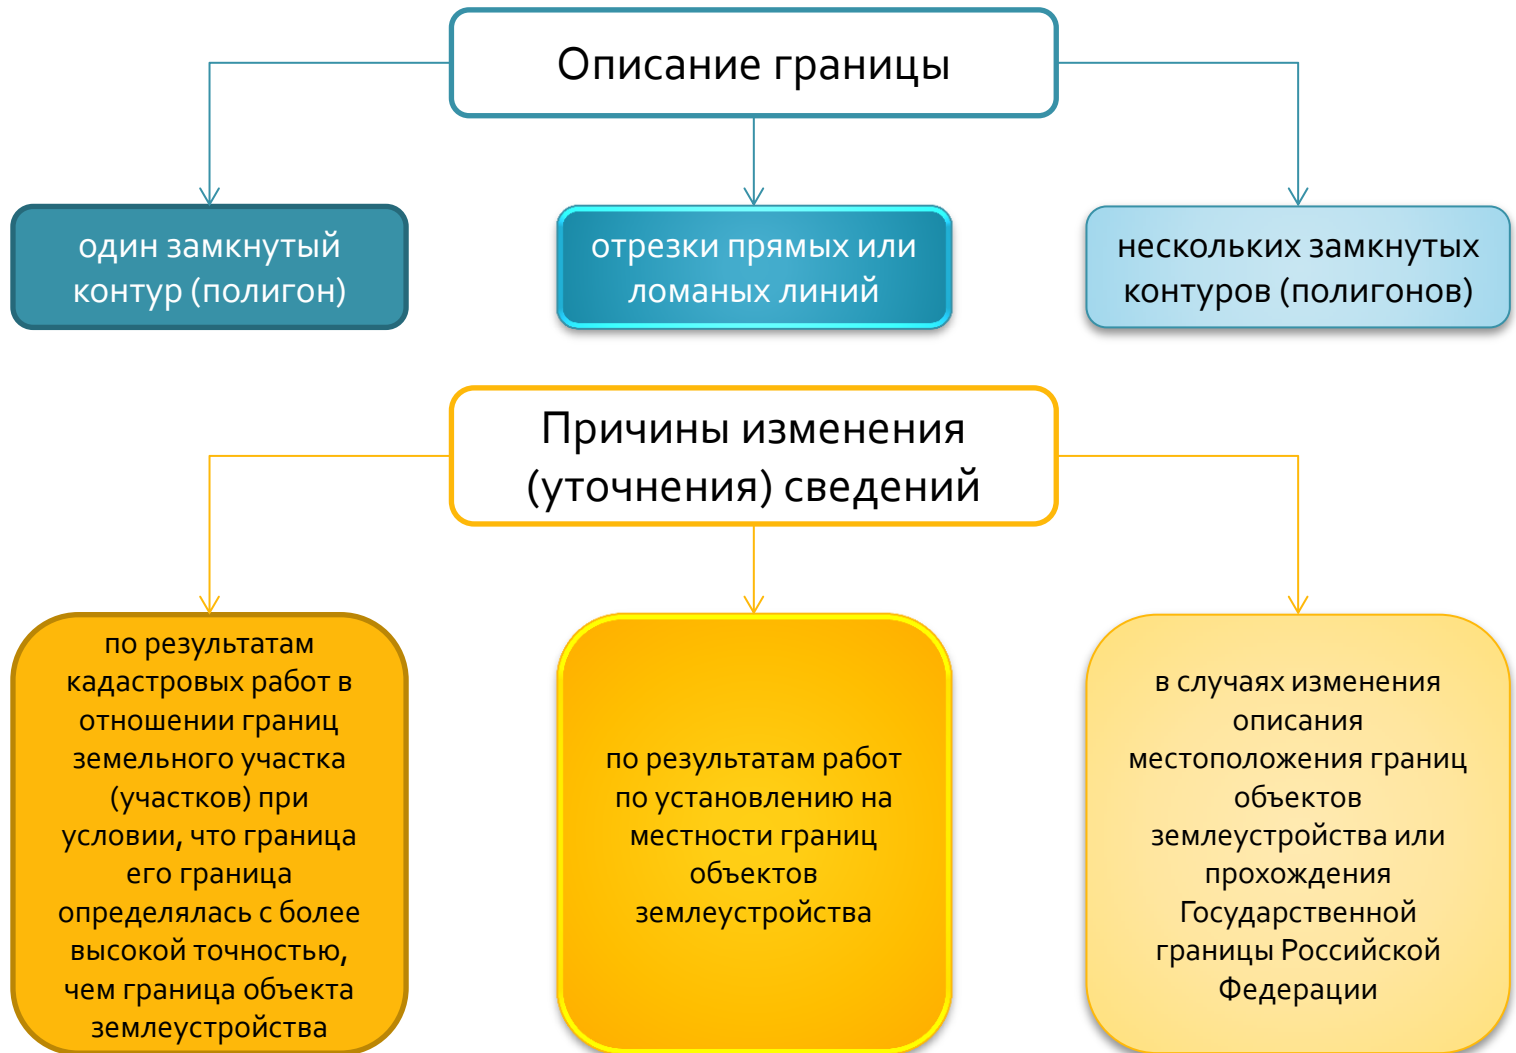 Описание границы
один замкнутый
контур (полигон)
отрезки прямых или
ломаных линий
нескольких замкнутых
контуров (полигонов)
Причины изменения
(уточнения) сведений
по результатам
кадастровых работ в
отношении границ
земельного участка
(участков) при
условии, что граница
его граница
определялась с более
высокой точностью,
чем граница объекта
землеустройства
по результатам работ
по установлению на
местности границ
объектов
землеустройства
в случаях изменения
описания
местоположения границ
объектов
землеустройства или
прохождения
Государственной
границы Российской
Федерации